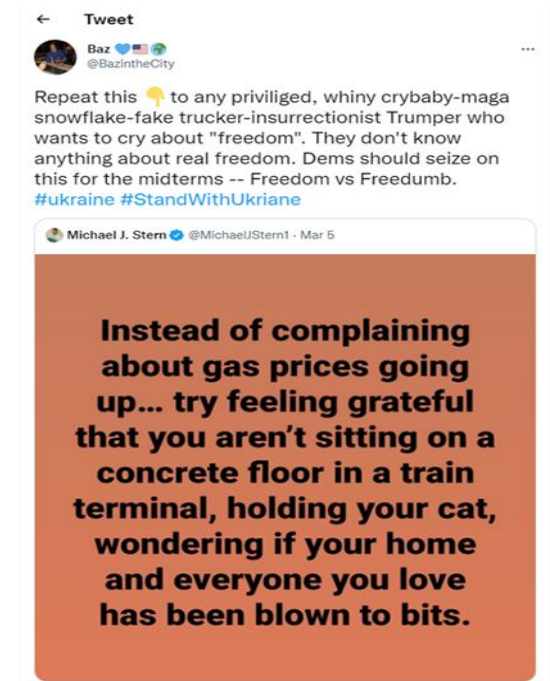 ← Tweet
Baz 💙🇺🇸🌍
@BazintheCity
Repeat this 👇 to any priviliged, whiny crybaby-maga
snowflake-fake trucker-insurrectionist Trumper who
wants to cry about "freedom". They don't know
anything about real freedom. Dems should seize on
this for the midterms -- Freedom vs Freedumb.
#ukraine #StandWithUkriane
Michael J. Stern @MichaelJStern1 · Mar 5
Instead of complaining
about gas prices going
up... try feeling grateful
that you aren't sitting on a
concrete floor in a train
terminal, holding your cat,
wondering if your home
and everyone you love
has been blown to bits.